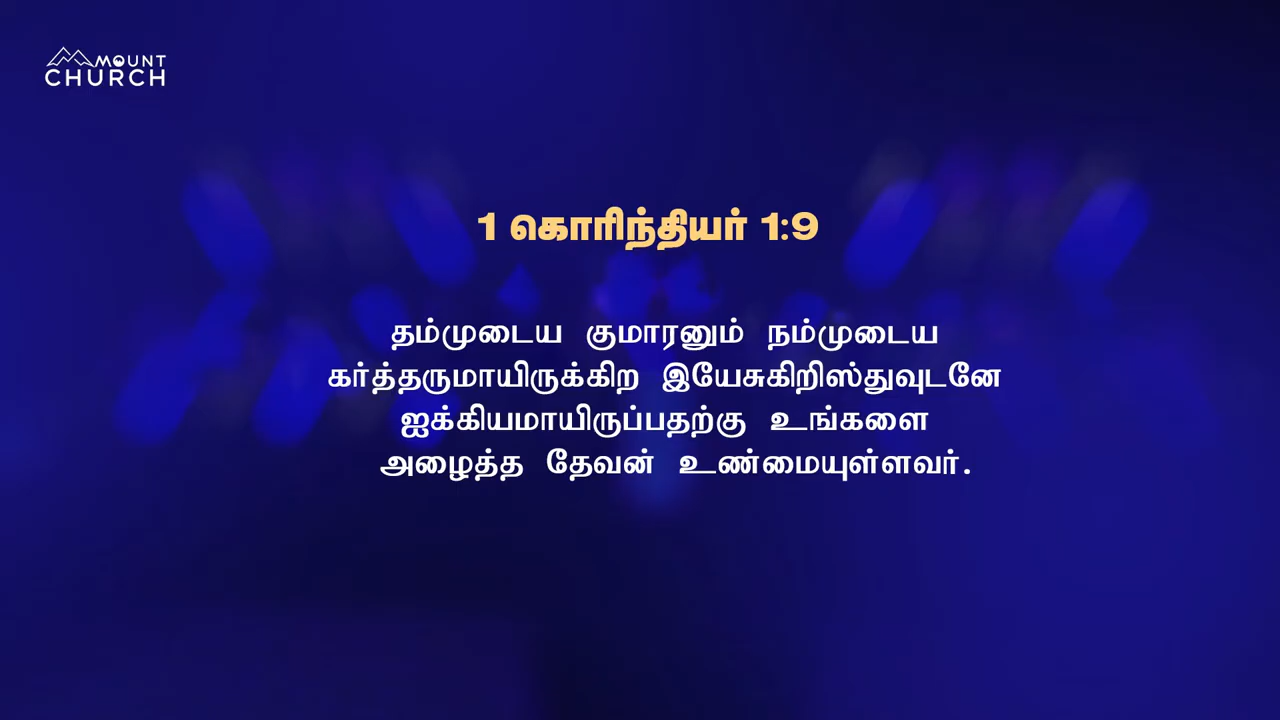 MOUNT
CHURCH
1 கொரிந்தியர் 1:9
தம்முடைய குமாரனும் நம்முடைய
கர்த்தருமாயிருக்கிற இயேசுகிறிஸ்துவுடனே
ஐக்கியமாயிருப்பதற்கு உங்களை
அழைத்த தேவன் உண்மையுள்ளவர்.